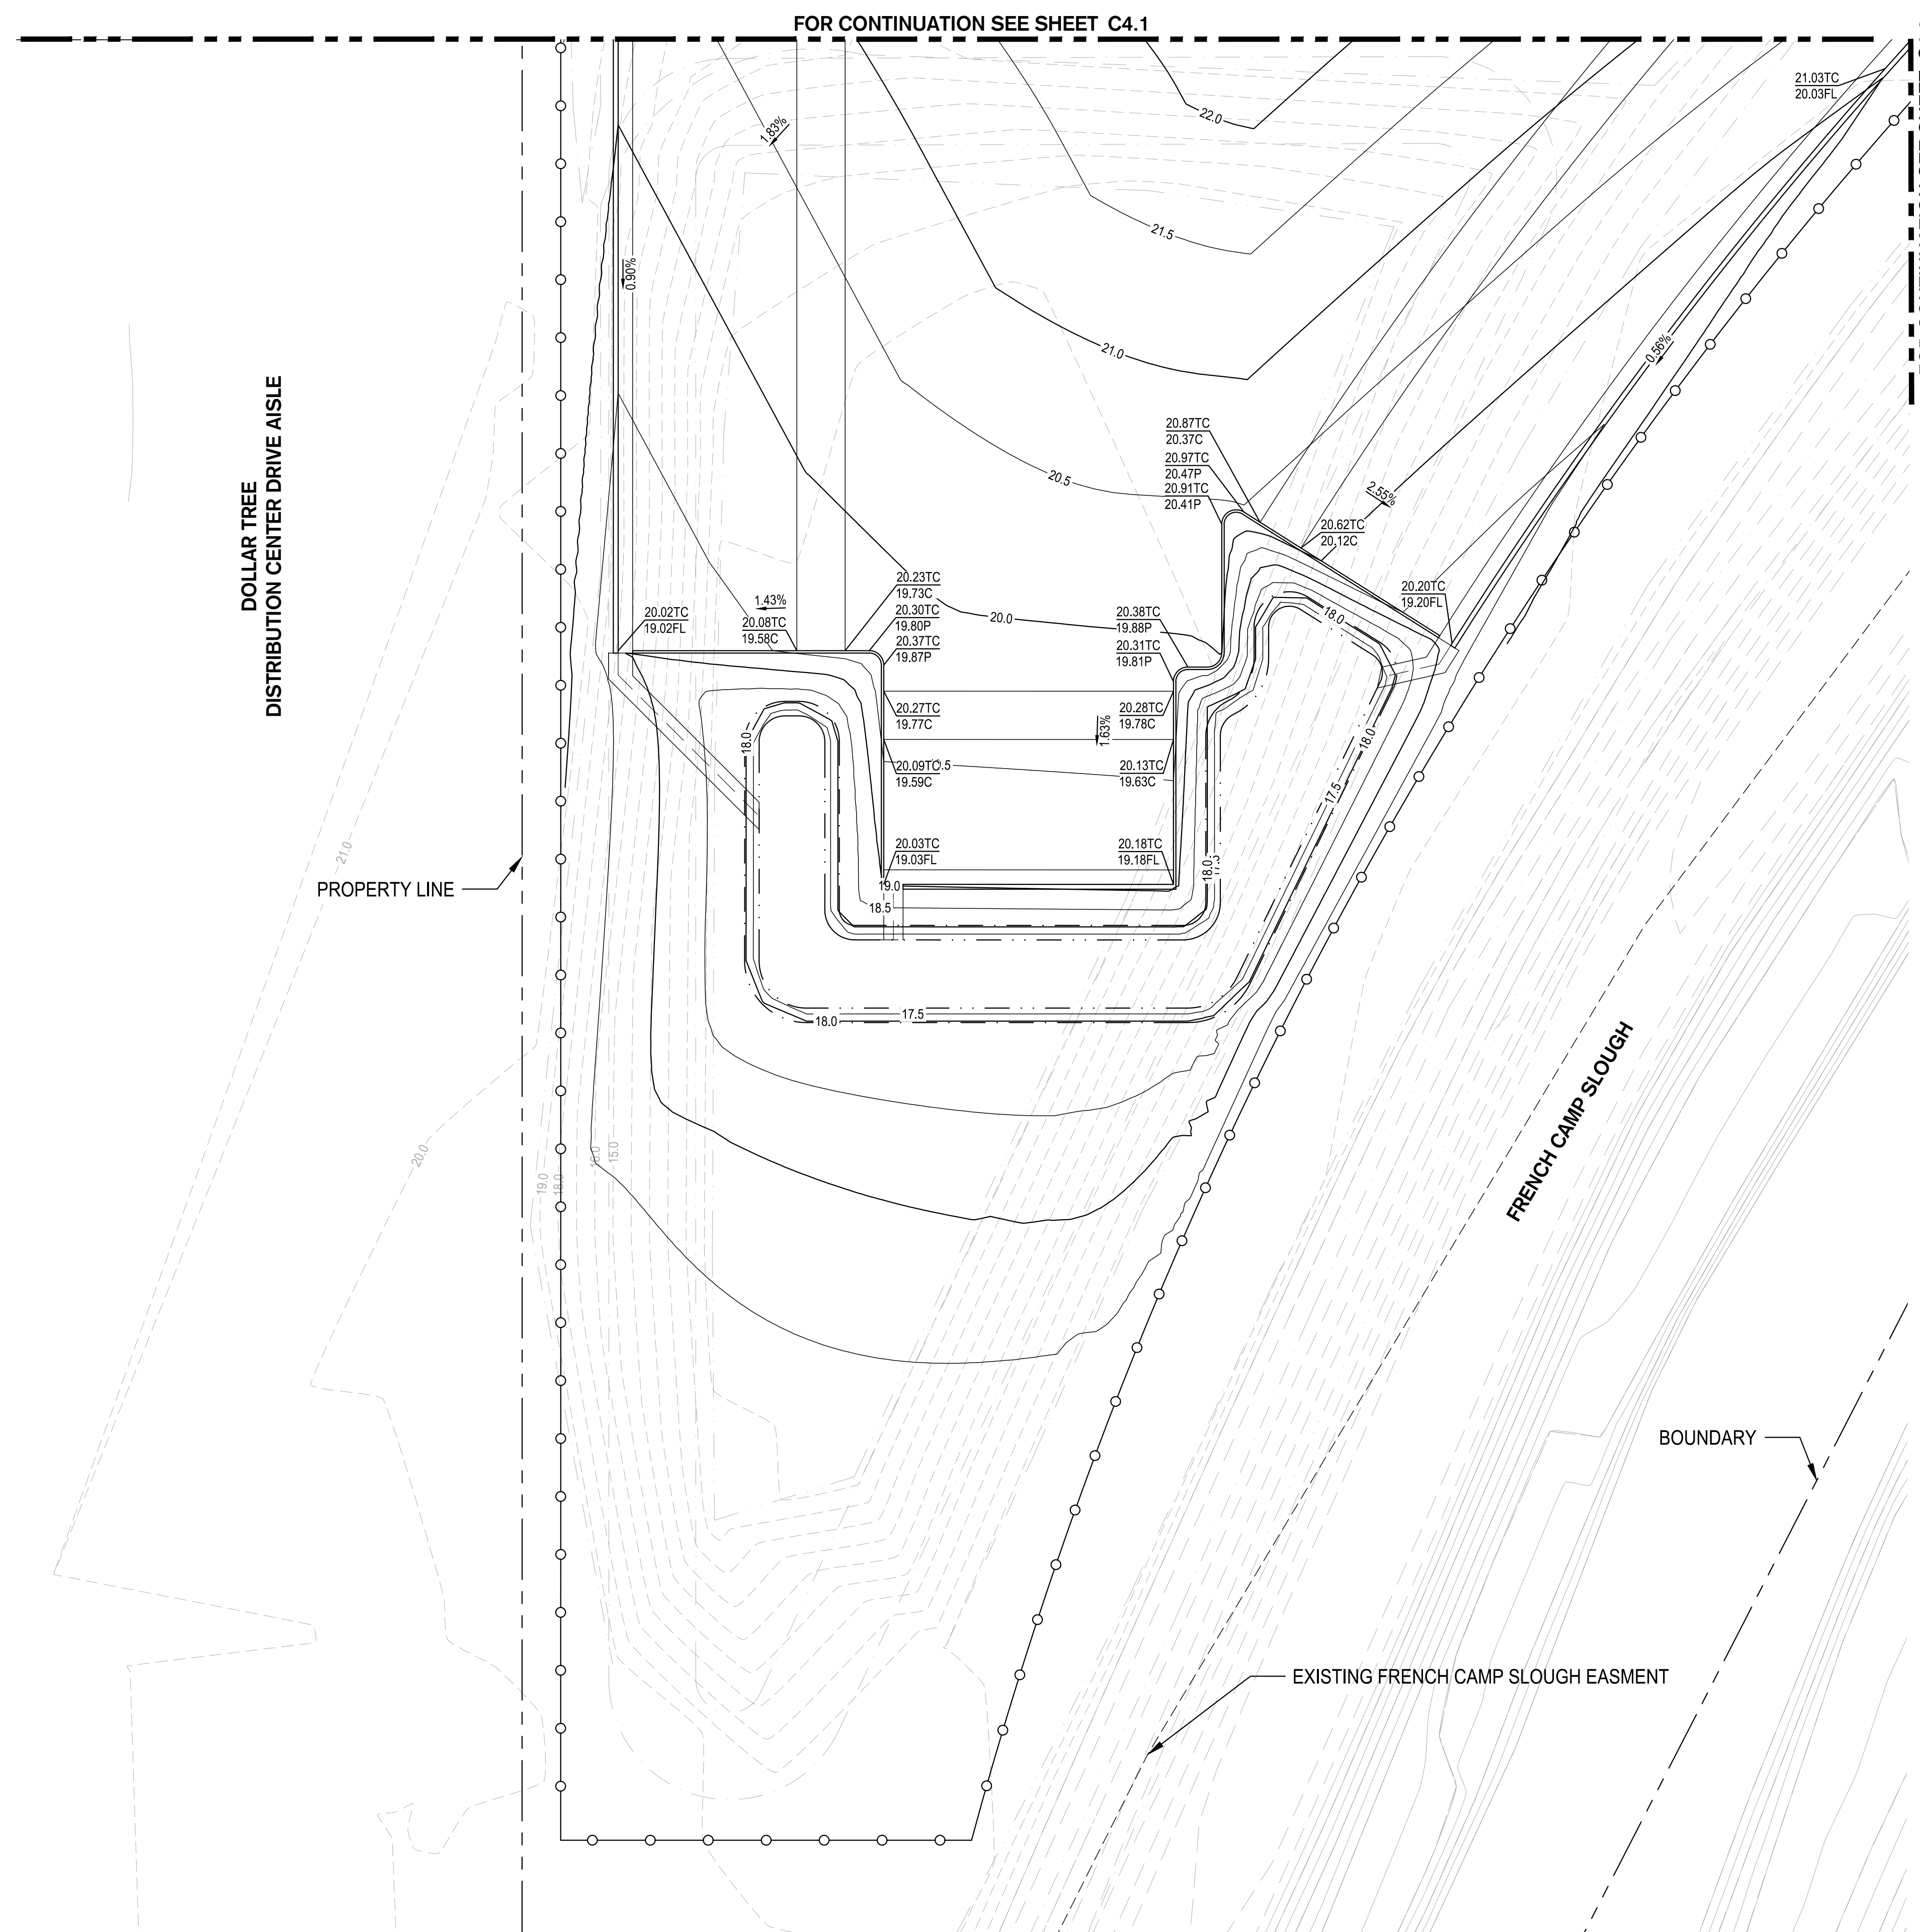 FOR CONTINUATION SEE SHEET C4.1
21.03TC
20.03FL
22.0
1.83%
21.5
0.90%
21.0
0.56%
DOLLAR TREE
DISTRIBUTION CENTER DRIVE AISLE
20.87TC
20.37C
20.97TC
20.47P
20.91TC
20.41P
20.5
2.55%
20.62TC
20.12C
20.23TC
19.73C
20.20TC
19.20FL
1.43%
20.02TC
19.02FL
20.08TC
19.58C
20.30TC
19.80P
20.0
20.38TC
19.88P
18.0
20.37TC
19.87P
20.31TC
19.81P
20.27TC
19.77C
20.28TC
19.78C
1.63%
18.0
18.0
20.09TC
19.59C
20.13TC
19.63C
17.5
21.0
20.03TC
19.03FL
20.18TC
19.18FL
18.0
PROPERTY LINE
19.0
18.5
17.5
18.0
FRENCH CAMP SLOUGH
20.0
19.0
18.0
15.0
BOUNDARY
EXISTING FRENCH CAMP SLOUGH EASMENT